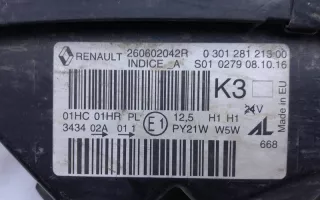 RENAULT 260602042R 0 301 281 213 00
INDICE A S01 0279 08.10.16
K3
Made in EU
01HC 01HR PL E1 12,5 H1 H1 24V
3434 02A 01 1 PY21W W5W AL
668